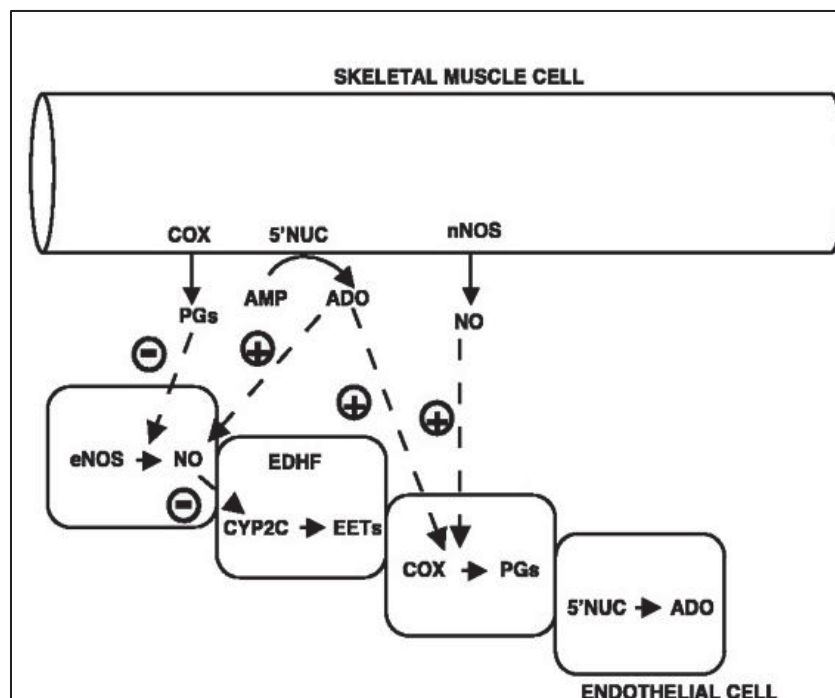 SKELETAL MUSCLE CELL
COX 5'NUC nNOS
AMP ADO
PGs NO
− + + +
eNOS NO EDHF
−
CYP2C EETs
COX PGs
5'NUC ADO
ENDOTHELIAL CELL